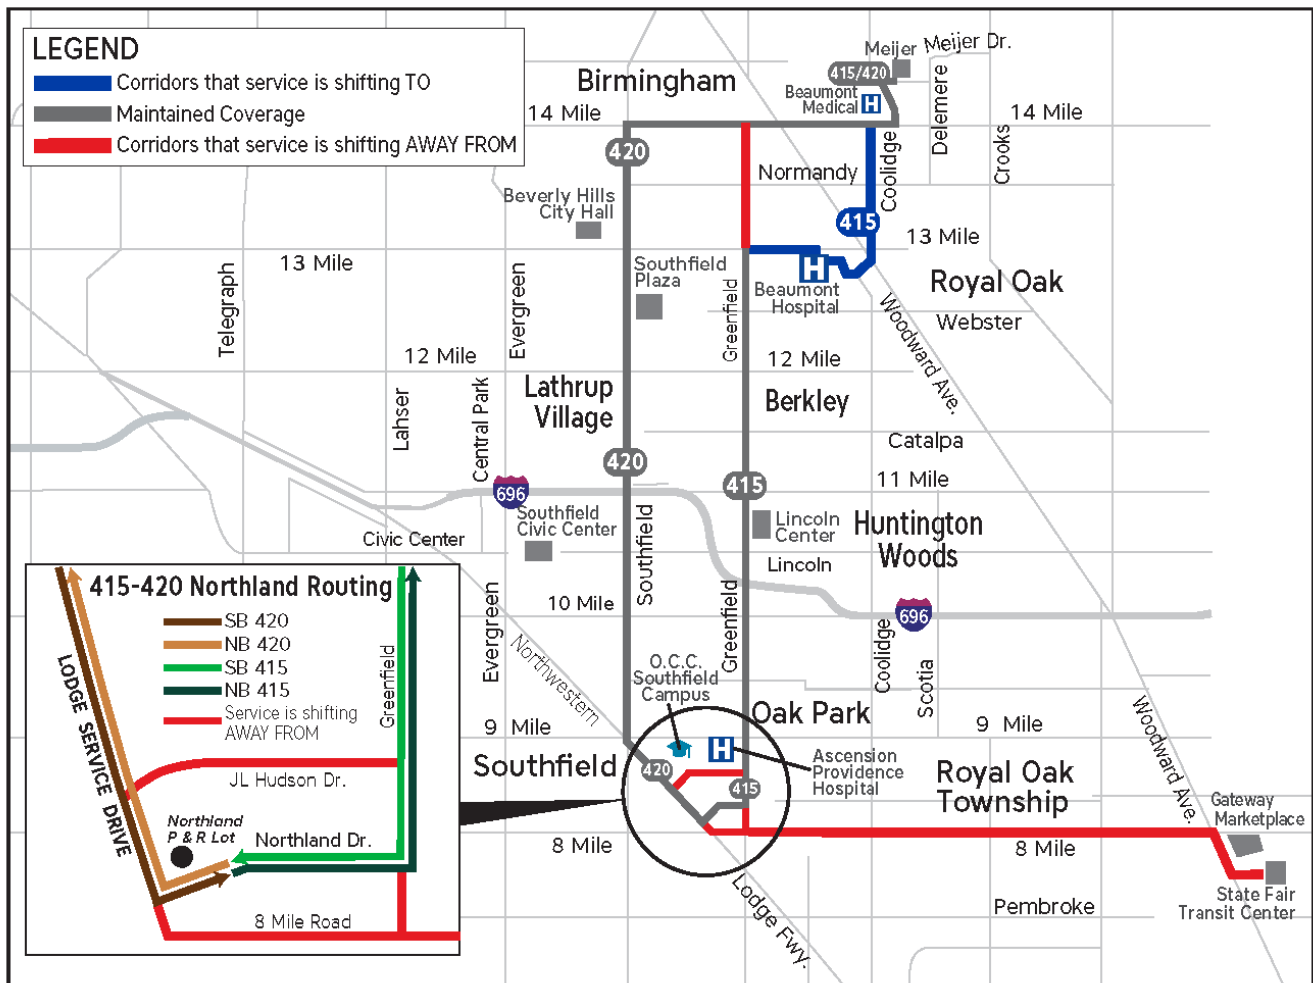 LEGEND
Corridors that service is shifting TO
Maintained Coverage
Corridors that service is shifting AWAY FROM
Birmingham
Meijer
Meijer Dr.
415/420
Beaumont
Medical
H
14 Mile
14 Mile
Delemere
Crooks
Coolidge
420
Normandy
Beverly Hills
City Hall
415
13 Mile
13 Mile
Telegraph
Evergreen
Southfield
Plaza
Greenfield
H
Beaumont
Hospital
Royal Oak
Webster
Woodward Ave.
12 Mile
12 Mile
Lahser
Central Park
Lathrup
Village
Berkley
Catalpa
420
415
11 Mile
696
Southfield
Civic Center
Southfield
Lincoln
Center
Huntington
Woods
Civic Center
Lincoln
10 Mile
Evergreen
Northwestern
Greenfield
696
Coolidge
Scotia
O.C.C.
Southfield
Campus
Oak Park
9 Mile
9 Mile
Woodward Ave.
H
Southfield
420
415
Ascension
Providence
Hospital
Royal Oak
Township
Gateway
Marketplace
8 Mile
8 Mile
State Fair
Transit Center
Lodge Fwy.
Pembroke
415-420 Northland Routing
SB 420
NB 420
SB 415
NB 415
Service is shifting
AWAY FROM
Greenfield
LODGE SERVICE DRIVE
JL Hudson Dr.
Northland
P & R Lot
Northland Dr.
8 Mile Road